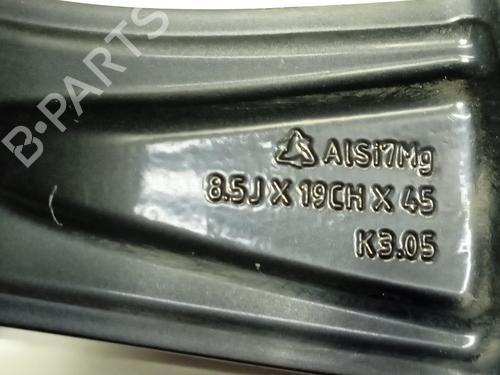 B-PARTS
AlSi7Mg
8.5J X 19CH X 45
K3.05